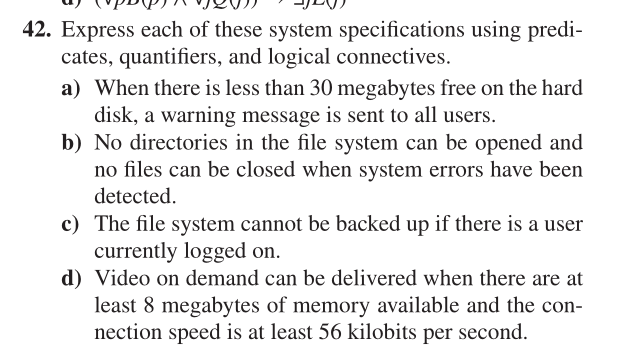 42. Express each of these system specifications using predi-
cates, quantifiers, and logical connectives.
a) When there is less than 30 megabytes free on the hard
disk, a warning message is sent to all users.
b) No directories in the file system can be opened and
no files can be closed when system errors have been
detected.
c) The file system cannot be backed up if there is a user
currently logged on.
d) Video on demand can be delivered when there are at
least 8 megabytes of memory available and the con-
nection speed is at least 56 kilobits per second.